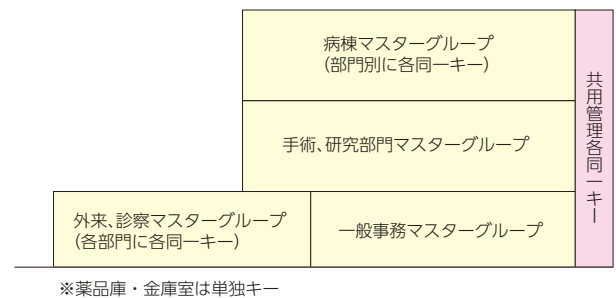 病棟マスターグループ
(部門別に各同一キー)
共用管理各同一キー
手術、研究部門マスターグループ
外来、診察マスターグループ
(各部門に各同一キー)
一般事務マスターグループ
※薬品庫・金庫室は単独キー